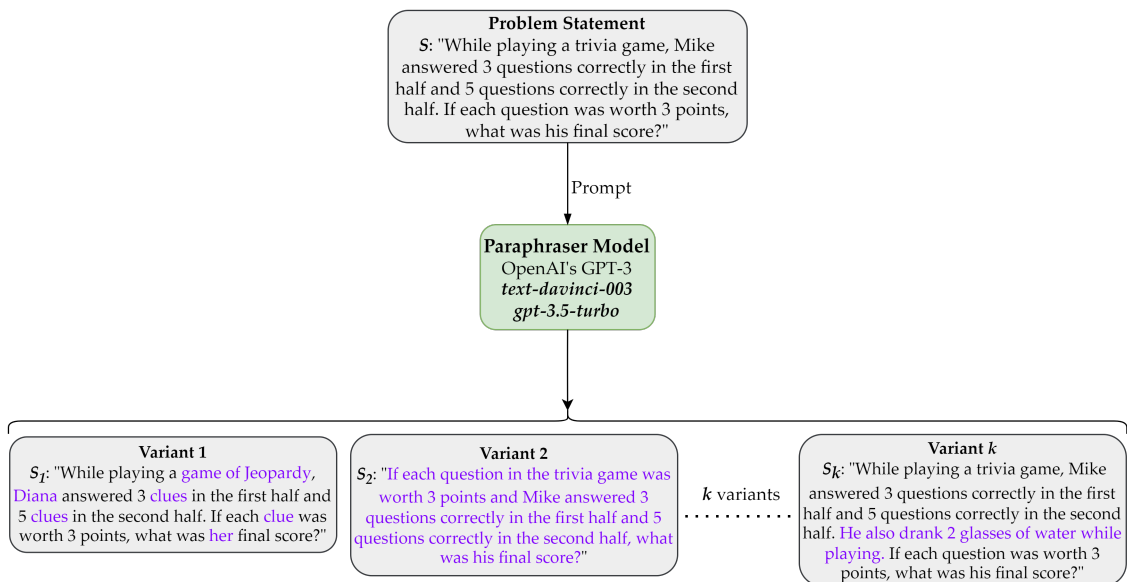 Problem Statement
S: "While playing a trivia game, Mike
answered 3 questions correctly in the first
half and 5 questions correctly in the second
half. If each question was worth 3 points,
what was his final score?"
Prompt
Paraphraser Model
OpenAI's GPT-3
text-davinci-003
gpt-3.5-turbo
Variant 1
S1: "While playing a game of Jeopardy,
Diana answered 3 clues in the first half and
5 clues in the second half. If each clue was
worth 3 points, what was her final score?"
Variant 2
S2: "If each question in the trivia game was
worth 3 points and Mike answered 3
questions correctly in the first half and 5
questions correctly in the second half, what
was his final score?"
k variants
Variant k
Sk: "While playing a trivia game, Mike
answered 3 questions correctly in the first
half and 5 questions correctly in the second
half. He also drank 2 glasses of water while
playing. If each question was worth 3
points, what was his final score?"